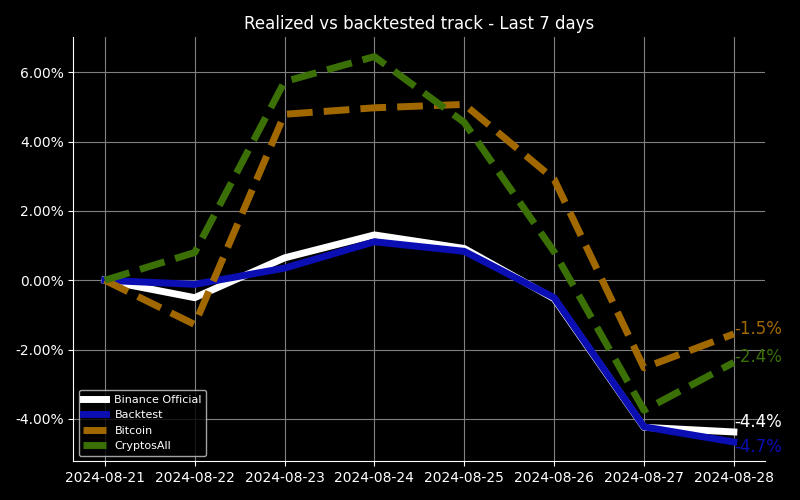 Realized vs backtested track - Last 7 days
6.00%
4.00%
2.00%
0.00%
-2.00%
-4.00%
-1.5%
-2.4%
-4.4%
-4.7%
Binance Official
Backtest
Bitcoin
CryptosAll
2024-08-21 2024-08-22 2024-08-23 2024-08-24 2024-08-25 2024-08-26 2024-08-27 2024-08-28